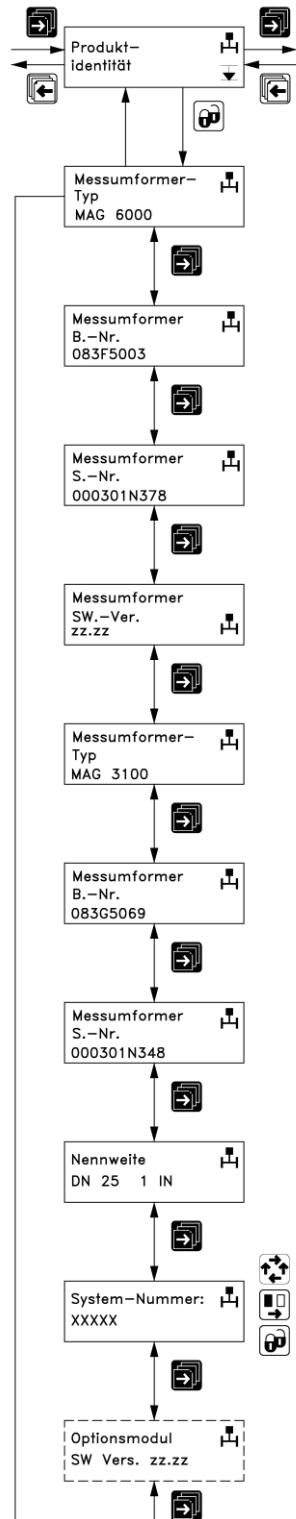 Produkt-
identität
Messumformer-
Typ
MAG 6000
Messumformer
B.-Nr.
083F5003
Messumformer
S.-Nr.
000301N378
Messumformer
SW.-Ver.
zz.zz
Messumformer-
Typ
MAG 3100
Messumformer
B.-Nr.
083G5069
Messumformer
S.-Nr.
000301N348
Nennweite
DN 25 1 IN
System-Nummer:
XXXXX
Optionsmodul
SW Vers. zz.zz